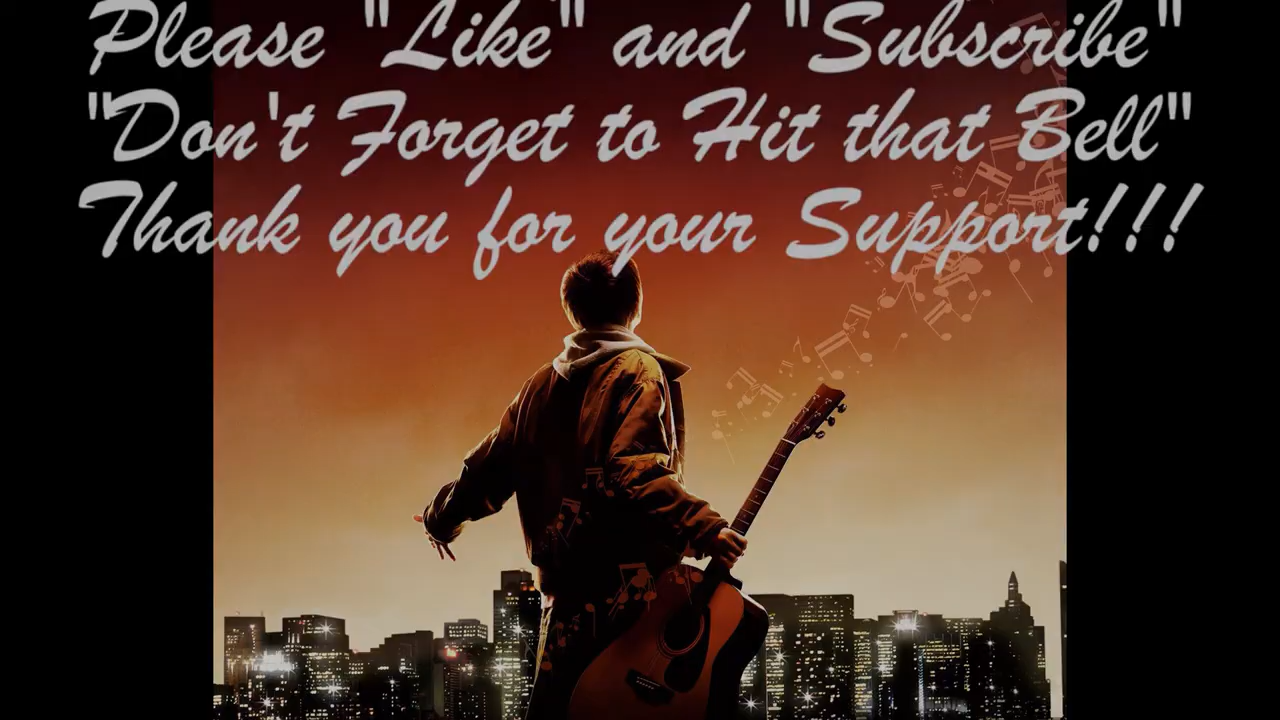 Please "Like" and "Subscribe"
"Don't Forget to Hit that Bell"
Thank you for your Support!!!